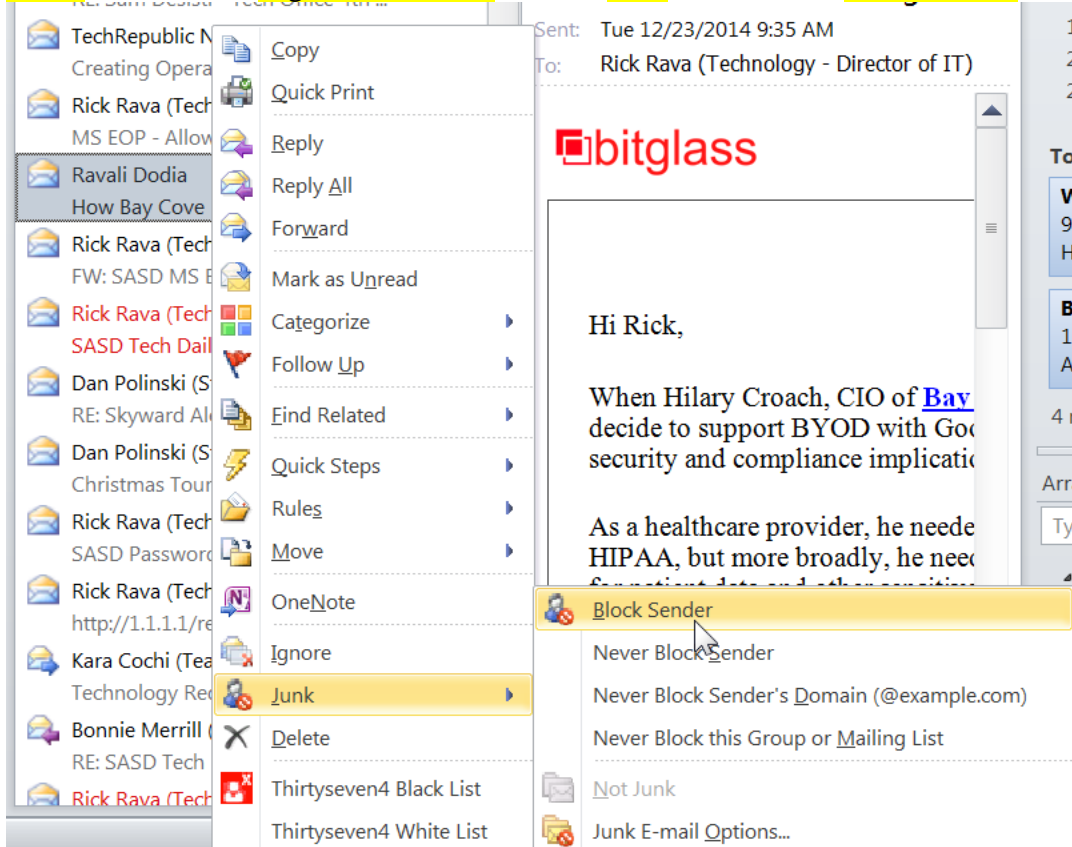 TechRepublic N
Creating Opera
Rick Rava (Tech
MS EOP - Allow
Ravali Dodia
How Bay Cove
Rick Rava (Tech
FW: SASD MS E
Rick Rava (Tech
SASD Tech Dail
Dan Polinski (S
RE: Skyward Al
Dan Polinski (S
Christmas Tour
Rick Rava (Tech
SASD Password
Rick Rava (Tech
http://1.1.1.1/re
Kara Cochi (Tea
Technology Rec
Bonnie Merrill (
RE: SASD Tech
Rick Rava (Tech
Copy
Quick Print
Reply
Reply All
Forward
Mark as Unread
Categorize
Follow Up
Find Related
Quick Steps
Rules
Move
OneNote
Ignore
Junk
Delete
Thirtyseven4 Black List
Thirtyseven4 White List
Sent: Tue 12/23/2014 9:35 AM
To: Rick Rava (Technology - Director of IT)
bitglass
Hi Rick,
When Hilary Croach, CIO of Bay
decide to support BYOD with Goo
security and compliance implicatio
As a healthcare provider, he neede
HIPAA, but more broadly, he need
Block Sender
Never Block Sender
Never Block Sender's Domain (@example.com)
Never Block this Group or Mailing List
Not Junk
Junk E-mail Options...
To
9
H
B
1
A
4
Arr
Ty